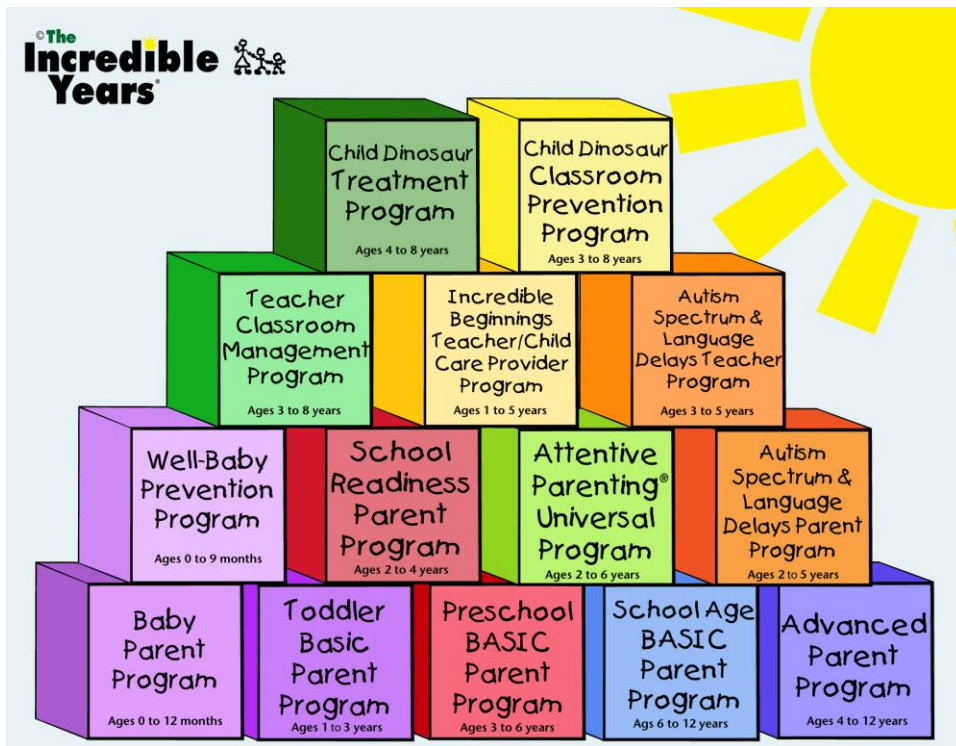 ©The
Incredible
Years®
Child Dinosaur
Treatment
Program
Ages 4 to 8 years
Child Dinosaur
Classroom
Prevention
Program
Ages 3 to 8 years
Teacher
Classroom
Management
Program
Ages 3 to 8 years
Incredible
Beginnings
Teacher/Child
Care Provider
Program
Ages 1 to 5 years
Autism
Spectrum &
Language
Delays Teacher
Program
Ages 3 to 5 years
Well-Baby
Prevention
Program
Ages 0 to 9 months
School
Readiness
Parent
Program
Ages 2 to 4 years
Attentive
Parenting®
Universal
Program
Ages 2 to 6 years
Autism
Spectrum &
Language
Delays Parent
Program
Ages 2 to 5 years
Baby
Parent
Program
Ages 0 to 12 months
Toddler
Basic
Parent
Program
Ages 1 to 3 years
Preschool
BASIC
Parent
Program
Ages 3 to 6 years
School Age
BASIC
Parent
Program
Ags 6 to 12 years
Advanced
Parent
Program
Ages 4 to 12 years